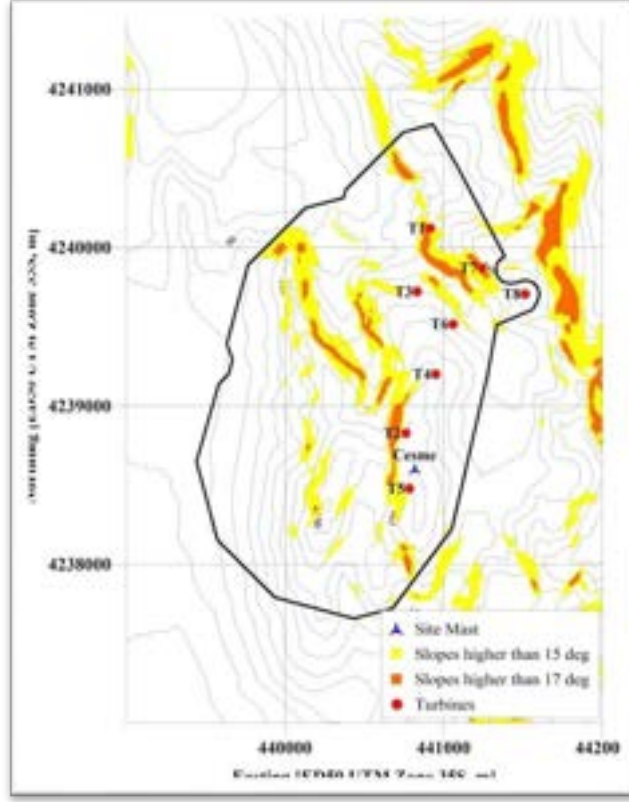 4241000
T1
4240000
T7
T3
T8
T6
T4
4239000
T2
Cesme
T5
4238000
Site Mast
Slopes higher than 15 deg
Slopes higher than 17 deg
Turbines
440000
441000
44200